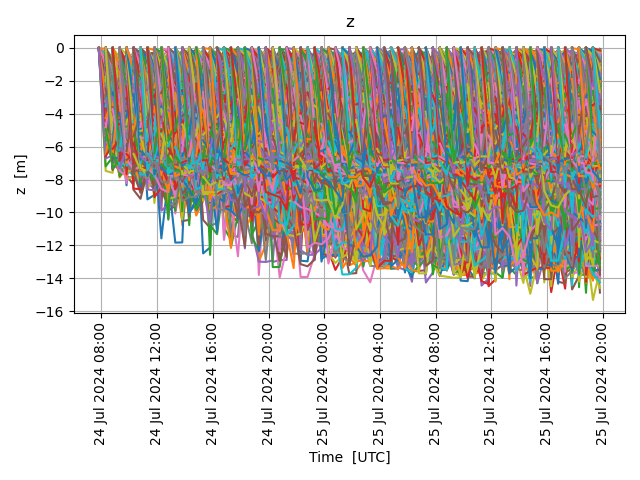 z
0
−2
−4
−6
−8
−10
−12
−14
−16
z [m]
24 Jul 2024 08:00
24 Jul 2024 12:00
24 Jul 2024 16:00
24 Jul 2024 20:00
25 Jul 2024 00:00
25 Jul 2024 04:00
25 Jul 2024 08:00
25 Jul 2024 12:00
25 Jul 2024 16:00
25 Jul 2024 20:00
Time [UTC]